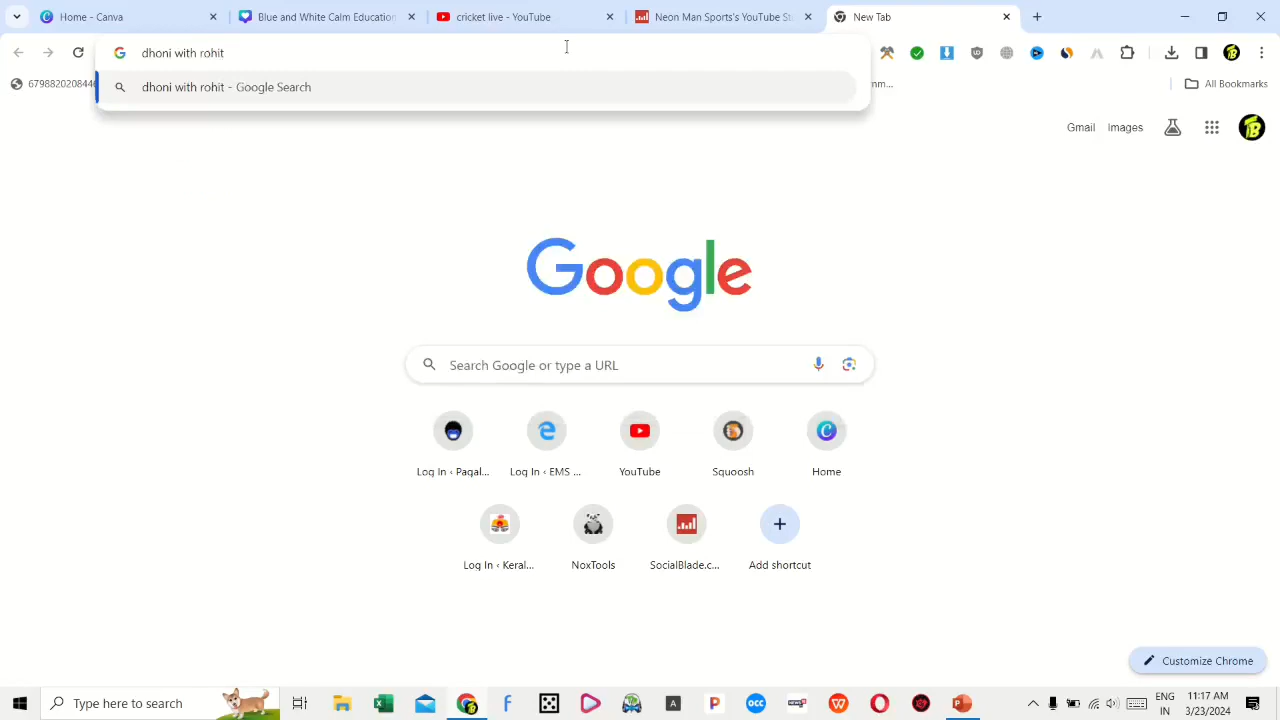 Home - Canva
Blue and White Calm Education
cricket live - YouTube
Neon Man Sports's YouTube St
New Tab
dhoni with rohit
dhoni with rohit - Google Search
679882020844
nm...
All Bookmarks
Gmail
Images
Google
Search Google or type a URL
Log In ‹ Pagal...
Log In ‹ EMS ...
YouTube
Squoosh
Home
Log In ‹ Keral...
NoxTools
SocialBlade.c...
Add shortcut
Customize Chrome
Type here to search
ENG
IN
11:17 AM
3/23/2024